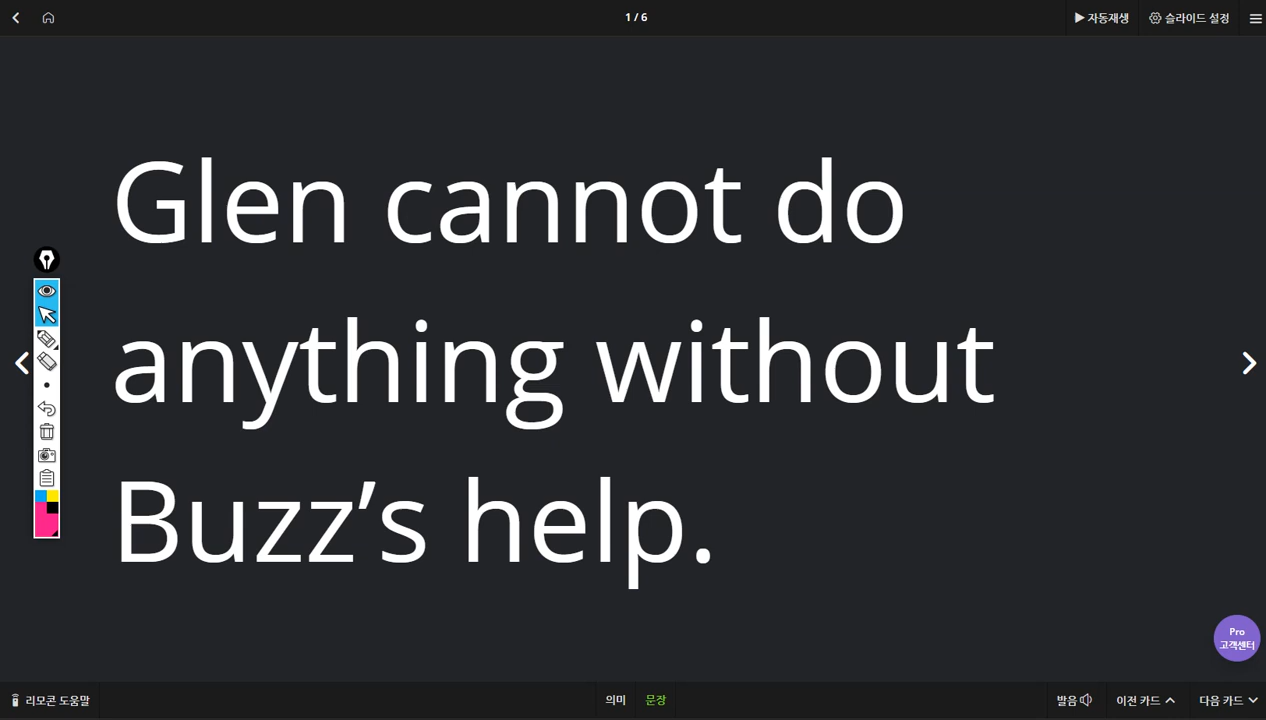 1 / 6
자동재생
슬라이드 설정
Glen cannot do
anything without
Buzz’s help.
Pro
고객센터
리모콘 도움말
의미
문장
발음
이전 카드
다음 카드